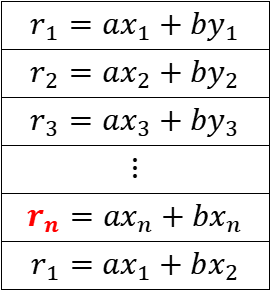 r₁ = ax₁ + by₁
r₂ = ax₂ + by₂
r₃ = ax₃ + by₃
⋮
rₙ = axₙ + bxₙ
r₁ = ax₁ + bx₂